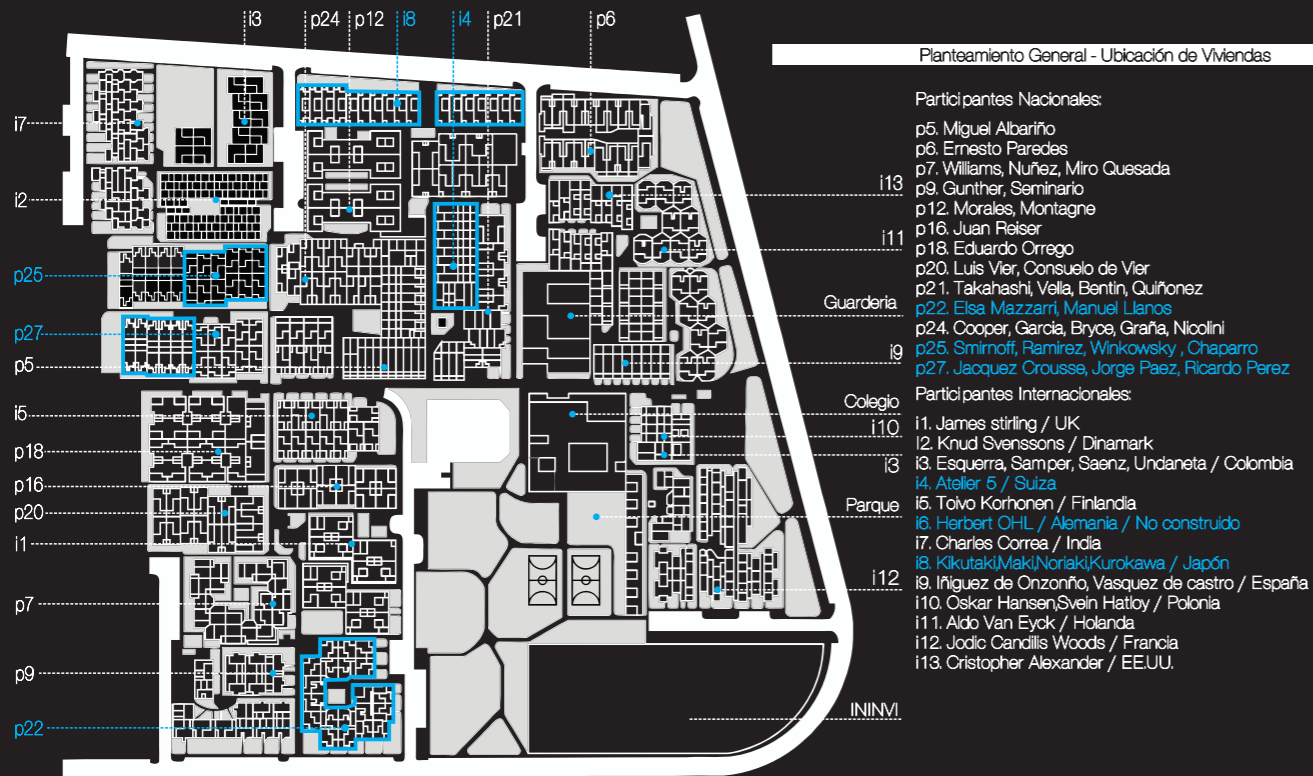 i3 p24 p12 i8 i4 p21 p6
Planteamiento General - Ubicación de Viviendas
Participantes Nacionales:
p5. Miguel Albariño
p6. Ernesto Paredes
p7. Williams, Nuñez, Miro Quesada
p9. Gunther, Seminario
p12. Morales, Montagne
p16. Juan Reiser
p18. Eduardo Orrego
p20. Luis Vier, Consuelo de Vier
p21. Takahashi, Vella, Bentin, Quiñonez
p22. Elsa Mazzarri, Manuel Llanos
p24. Cooper, Garcia, Bryce, Graña, Nicolini
p25. Smirnoff, Ramirez, Winkowsky , Chaparro
p27. Jacquez Crousse, Jorge Paez, Ricardo Perez
Participantes Internacionales:
i1. James stirling / UK
I2. Knud Svenssons / Dinamark
i3. Esquerra, Samper, Saenz, Undaneta / Colombia
i4. Atelier 5 / Suiza
i5. Toivo Korhonen / Finlandia
i6. Herbert OHL / Alemania / No construido
i7. Charles Correa / India
i8. Kikutaki,Maki,Noriaki,Kurokawa / Japón
i9. Iñiguez de Onzonño, Vasquez de castro / España
i10. Oskar Hansen,Svein Hatloy / Polonia
i11. Aldo Van Eyck / Holanda
i12. Jodic Candilis Woods / Francia
i13. Cristopher Alexander / EE.UU.
i7
i2
p25
p27
p5
i5
p18
p16
p20
i1
p7
p9
p22
i13
i11
Guarderia
i9
Colegio
i10
i3
Parque
i12
ININVI